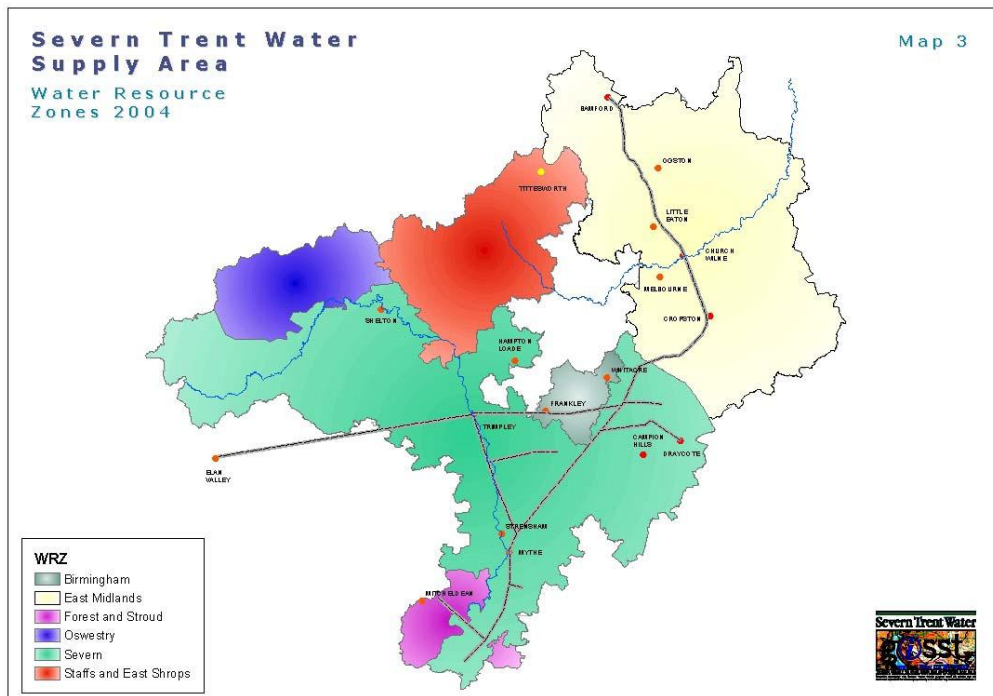 Severn Trent Water
Supply Area
Water Resource
Zones 2004
Map 3
BAMFORD
OGSTON
TITTESWORTH
LITTLE
EATON
CHURCH
WILNE
MELBOURNE
CROPSTON
SHELTON
HAMPTON
LOADE
WHITACRE
FRANKLEY
TRIMPLEY
CAMPION
HILLS
DRAYCOTE
ELAN
VALLEY
STRENSHAM
MYTHE
MITCHELDEAN
WRZ
Birmingham
East Midlands
Forest and Stroud
Oswestry
Severn
Staffs and East Shrops
Severn Trent Water